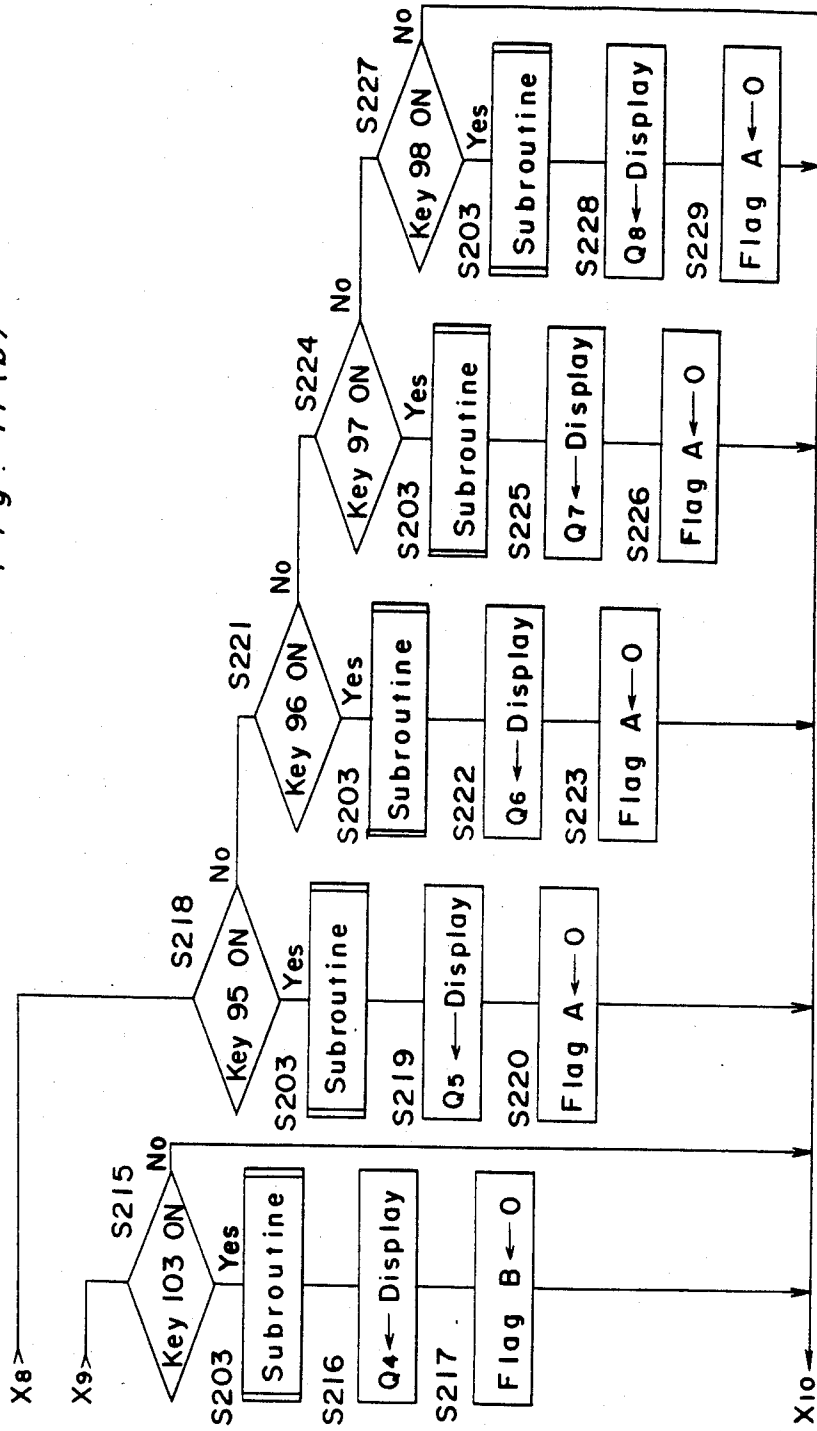 X8
X9
S215
Key 103 ON
No
Yes
S203
Subroutine
S216
Q4←Display
S217
Flag B←0
S218
Key 95 ON
No
Yes
S203
Subroutine
S219
Q5←Display
S220
Flag A←0
S221
Key 96 ON
No
Yes
S203
Subroutine
S222
Q6←Display
S223
Flag A←0
S224
Key 97 ON
No
Yes
S203
Subroutine
S225
Q7←Display
S226
Flag A←0
S227
Key 98 ON
No
Yes
S203
Subroutine
S228
Q8←Display
S229
Flag A←0
X10